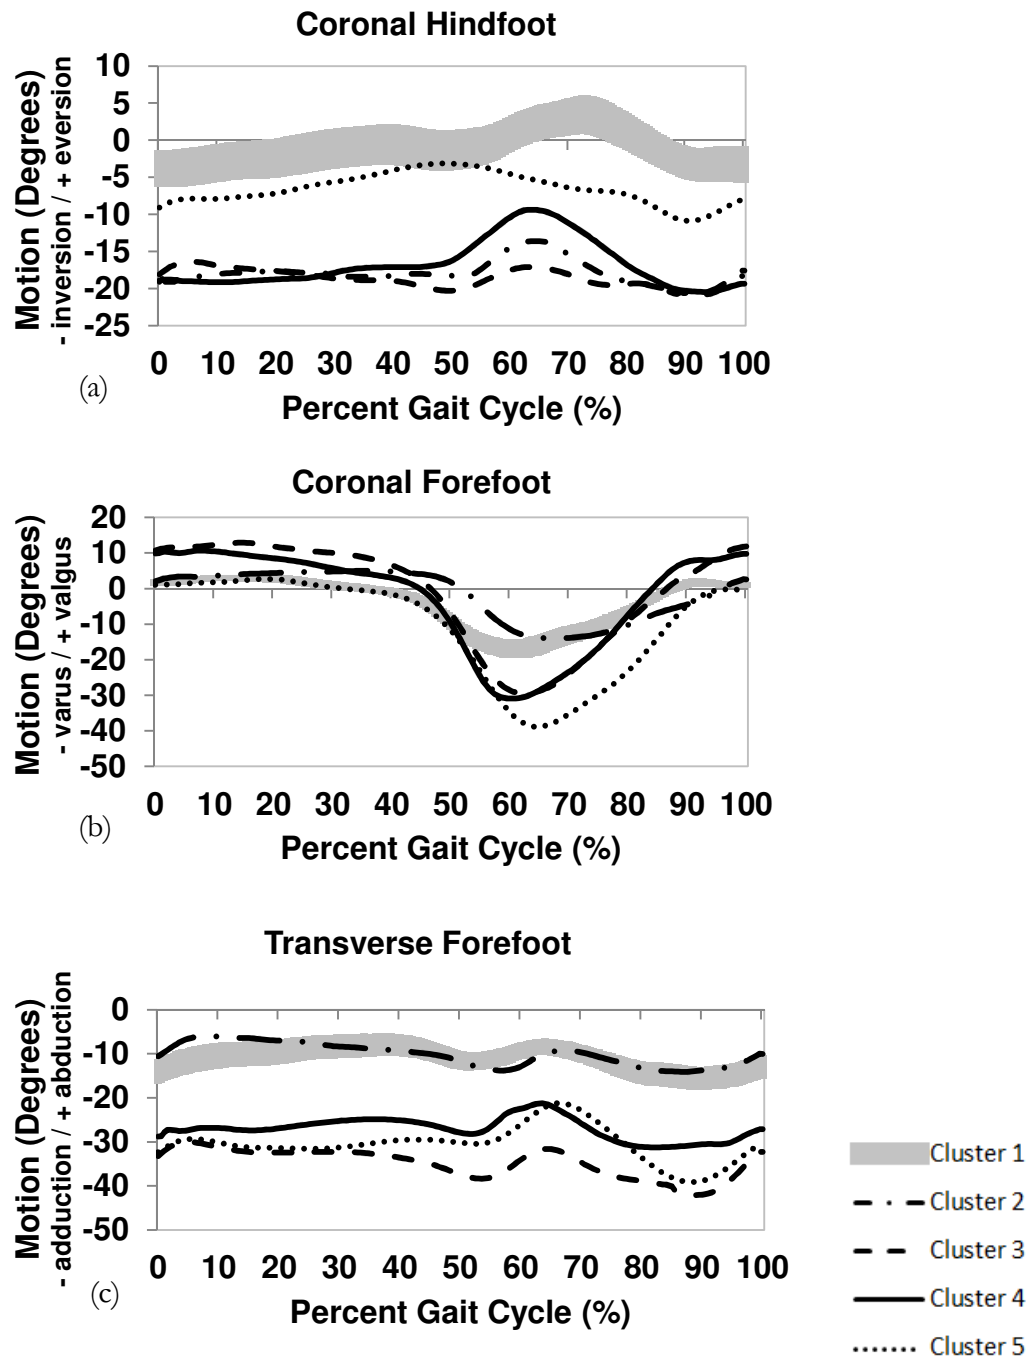 Coronal Hindfoot
Motion (Degrees)
- inversion / + eversion
10
5
0
-5
-10
-15
-20
-25
0 10 20 30 40 50 60 70 80 90 100
(a)
Percent Gait Cycle (%)
Coronal Forefoot
Motion (Degrees)
- varus / + valgus
20
10
0
-10
-20
-30
-40
-50
0 10 20 30 40 50 60 70 80 90 100
(b)
Percent Gait Cycle (%)
Transverse Forefoot
Motion (Degrees)
- adduction / + abduction
0
-10
-20
-30
-40
-50
0 10 20 30 40 50 60 70 80 90 100
(c)
Percent Gait Cycle (%)
Cluster 1
Cluster 2
Cluster 3
Cluster 4
Cluster 5